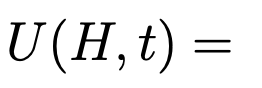 U(H, t) =